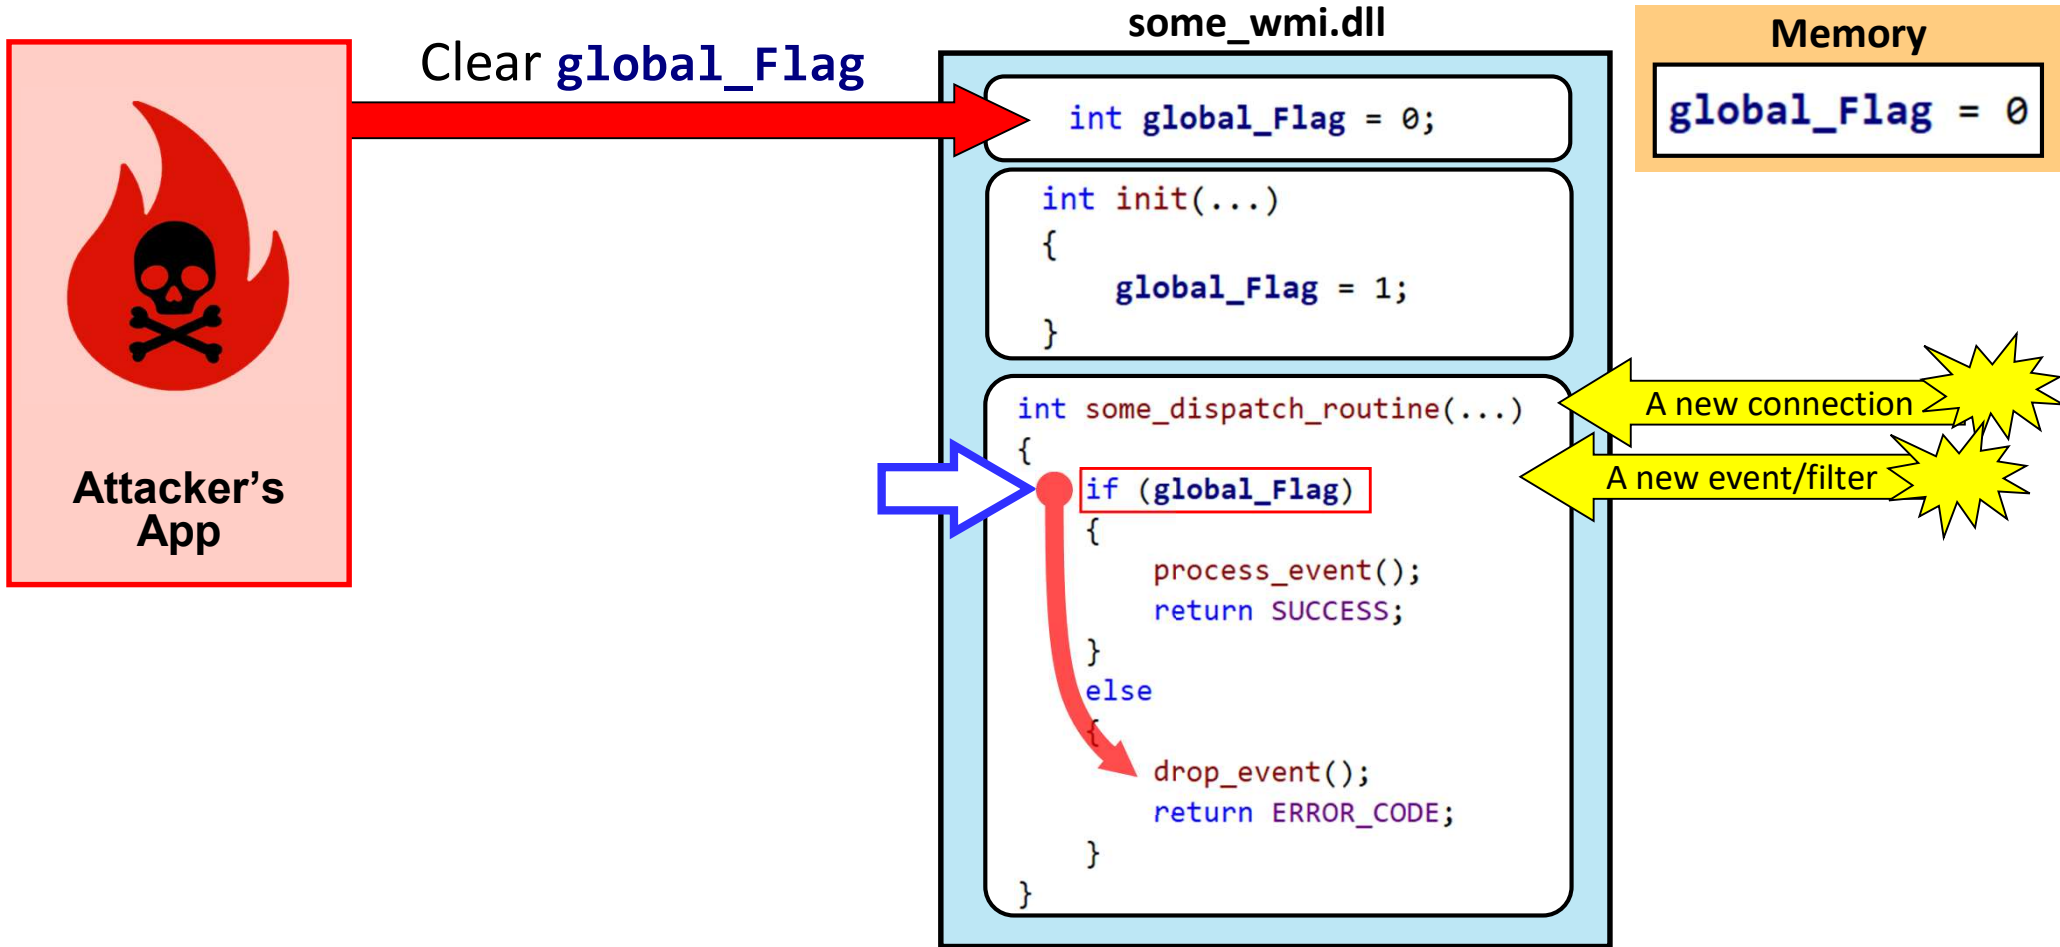 some_wmi.dll
Memory
Clear global_Flag
global_Flag = 0
int global_Flag = 0;
int init(...)
{
global_Flag = 1;
}
A new connection
int some_dispatch_routine(...)
{
A new event/filter
if (global_Flag)
{
process_event();
return SUCCESS;
}
else
{
drop_event();
return ERROR_CODE;
}
}
Attacker's
App